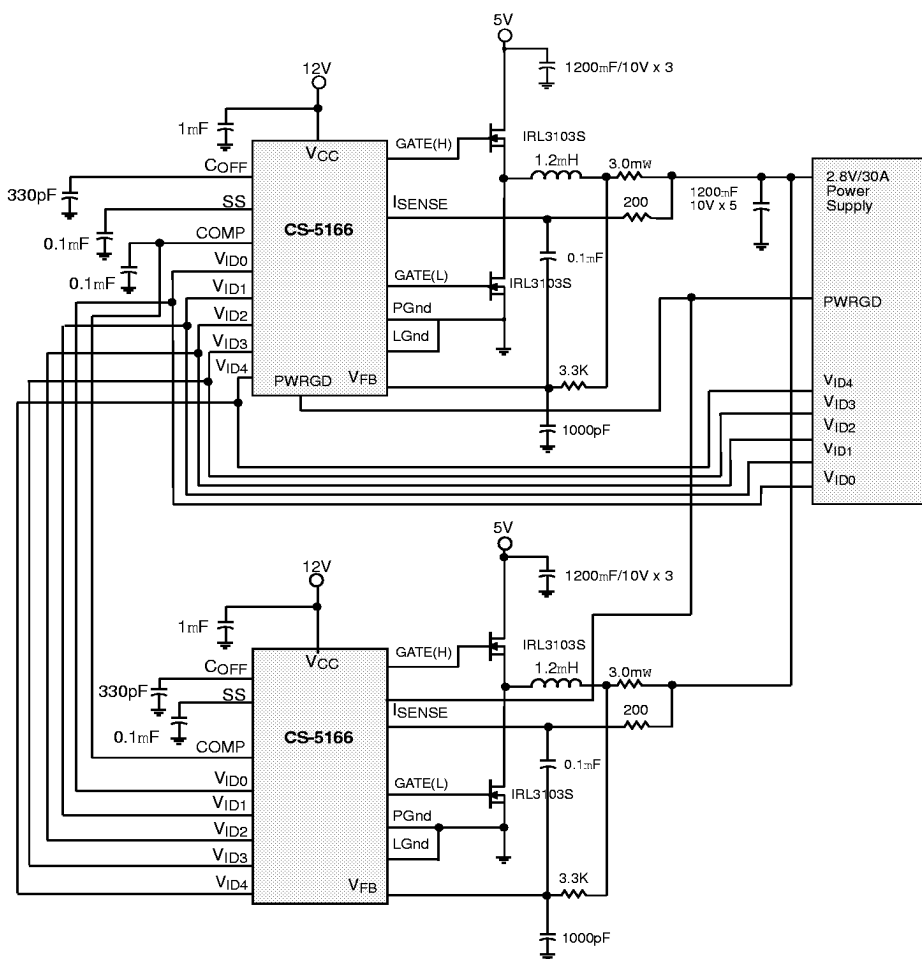 5V
1200mF/10V x 3
12V
1mF
VCC
GATE(H)
IRL3103S
COFF
330pF
1.2mH
3.0mW
2.8V/30A
Power
Supply
SS
ISENSE
200
1200mF
10V x 5
0.1mF
COMP
CS-5166
0.1mF
0.1mF
VID0
GATE(L)
IRL3103S
VID1
PGnd
PWRGD
VID2
LGnd
VID3
VID4
VFB
3.3K
PWRGD
1000pF
VID4
VID3
VID2
VID1
VID0
5V
1200mF/10V x 3
12V
1mF
VCC
GATE(H)
IRL3103S
COFF
330pF
1.2mH
3.0mW
SS
ISENSE
200
0.1mF
CS-5166
COMP
0.1mF
VID0
GATE(L)
IRL3103S
VID1
PGnd
VID2
LGnd
VID3
VID4
VFB
3.3K
1000pF